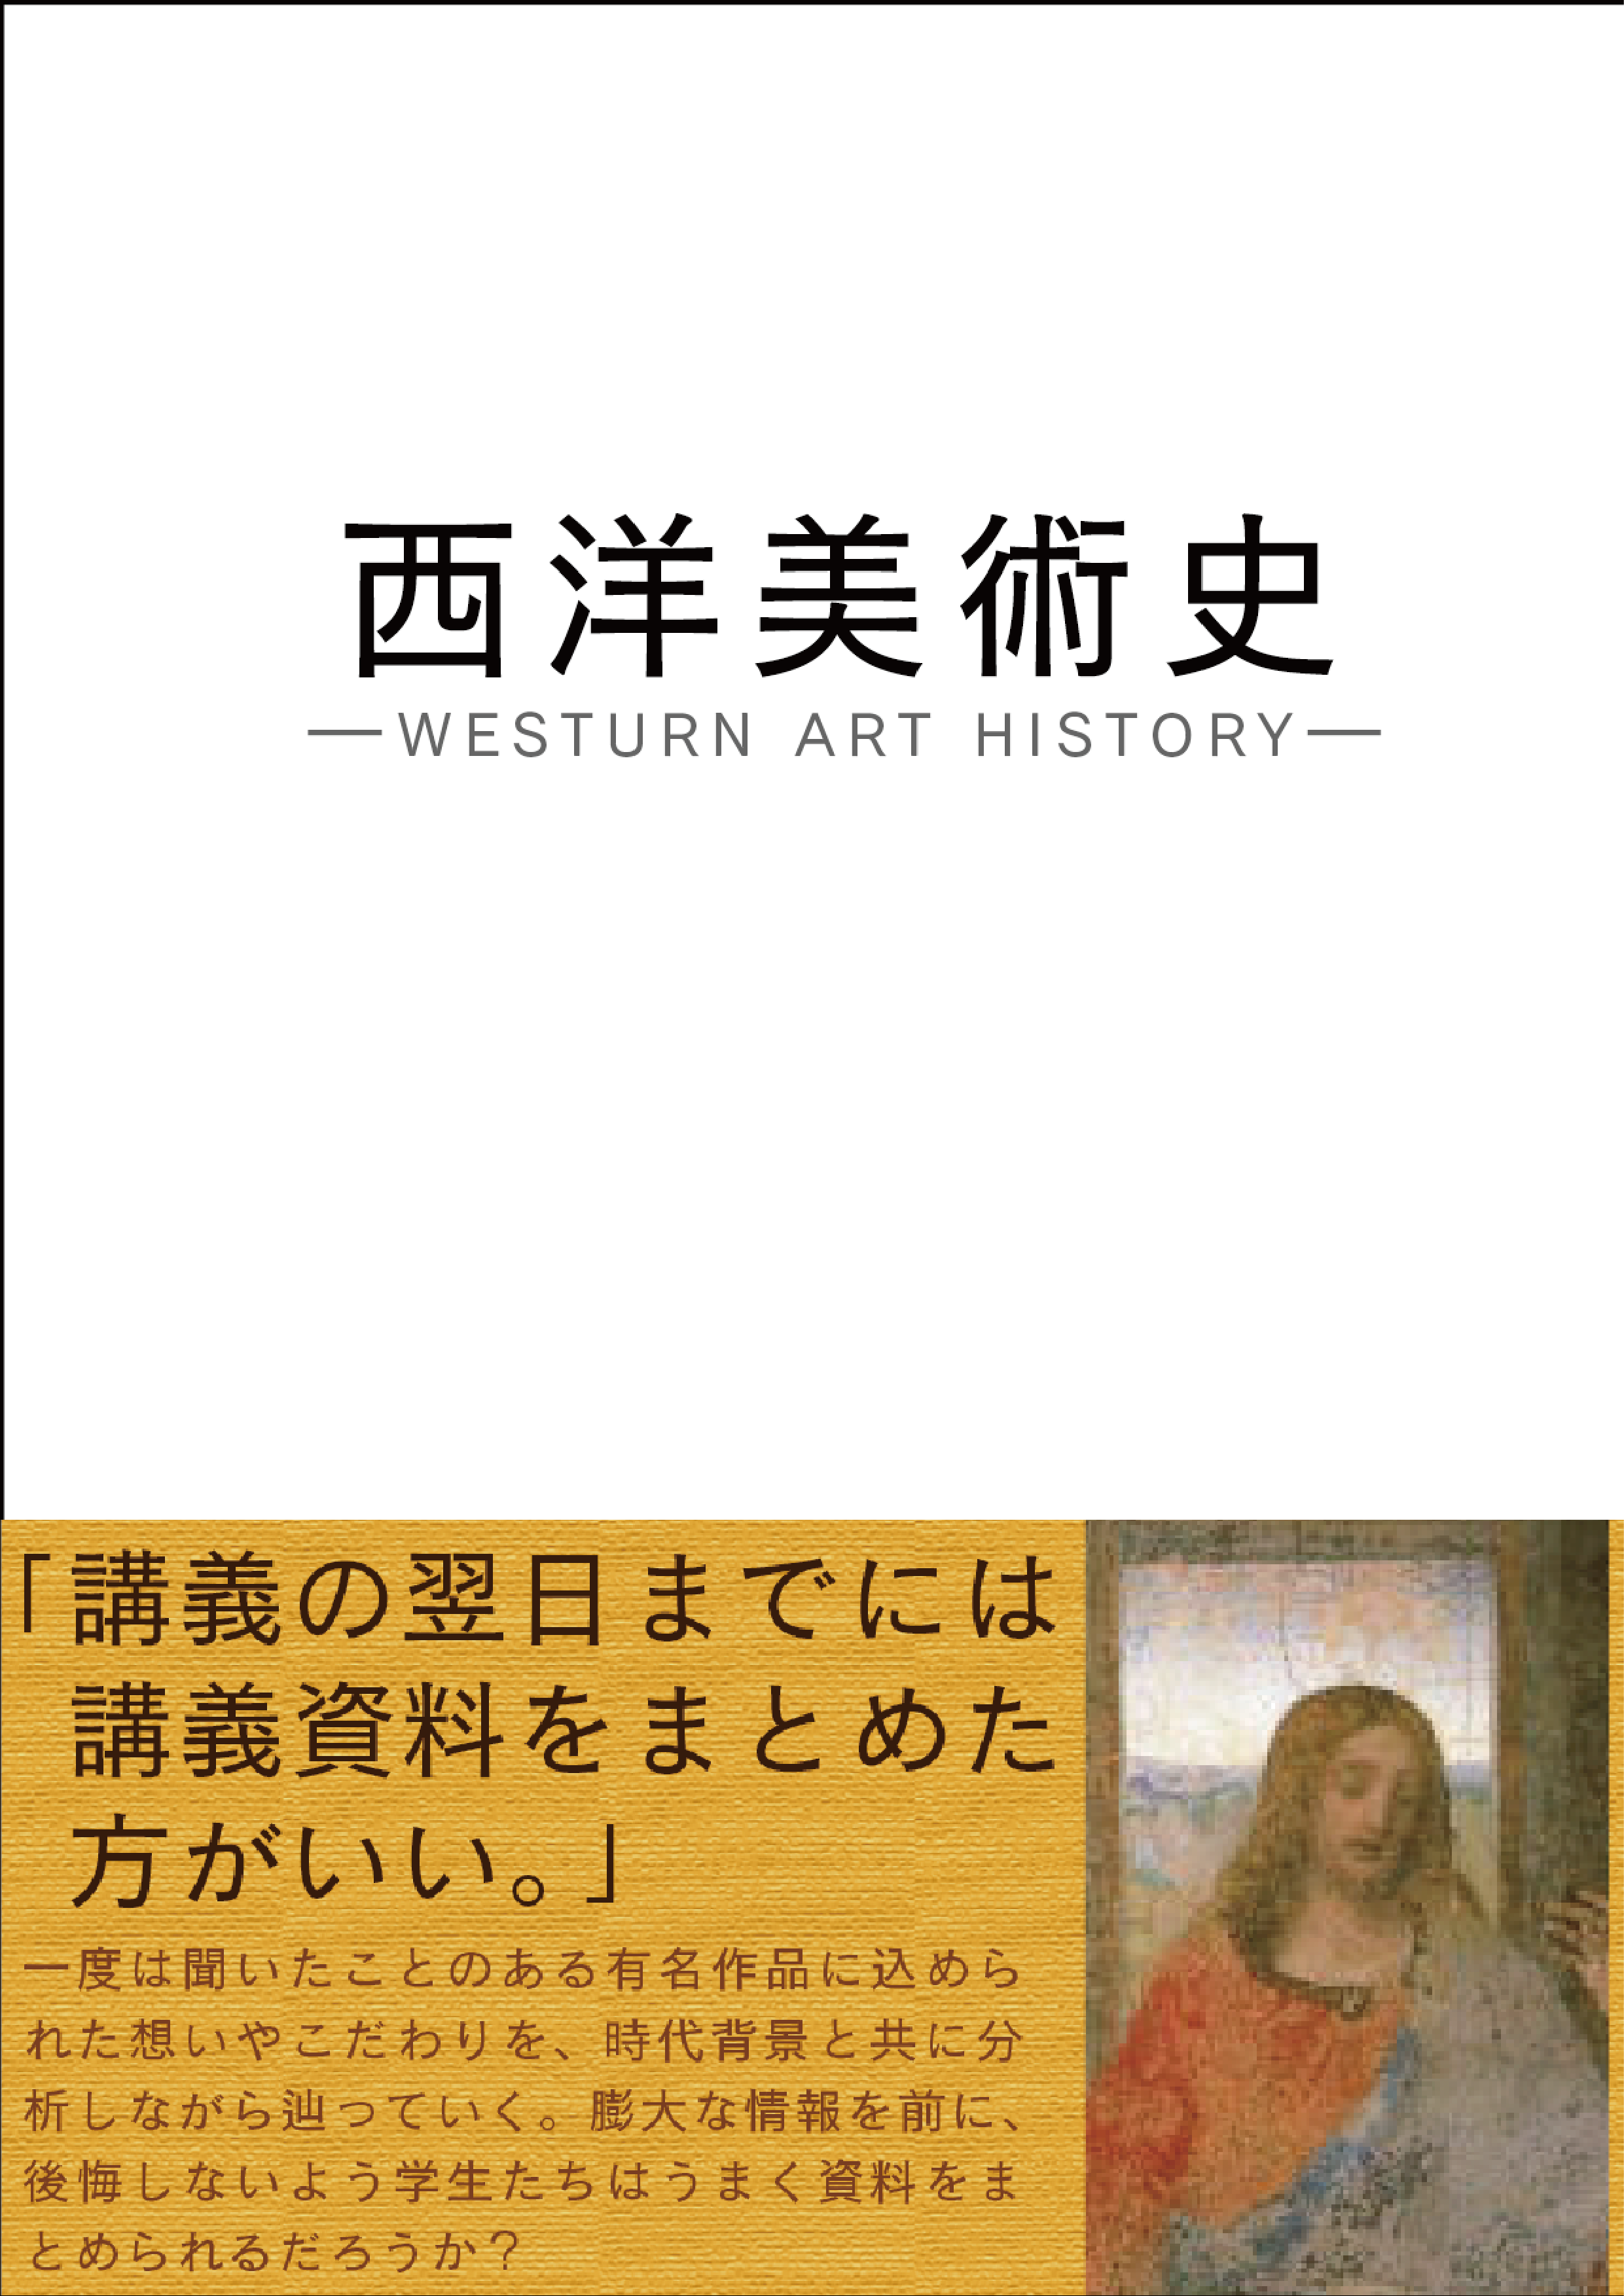 西洋美術史
―WESTURN ART HISTORY―
「講義の翌日までには
講義資料をまとめた
方がいい。」
一度は聞いたことのある有名作品に込めら
れた想いやこだわりを、時代背景と共に分
析しながら辿っていく。膨大な情報を前に、
後悔しないよう学生たちはうまく資料をま
とめられるだろうか？